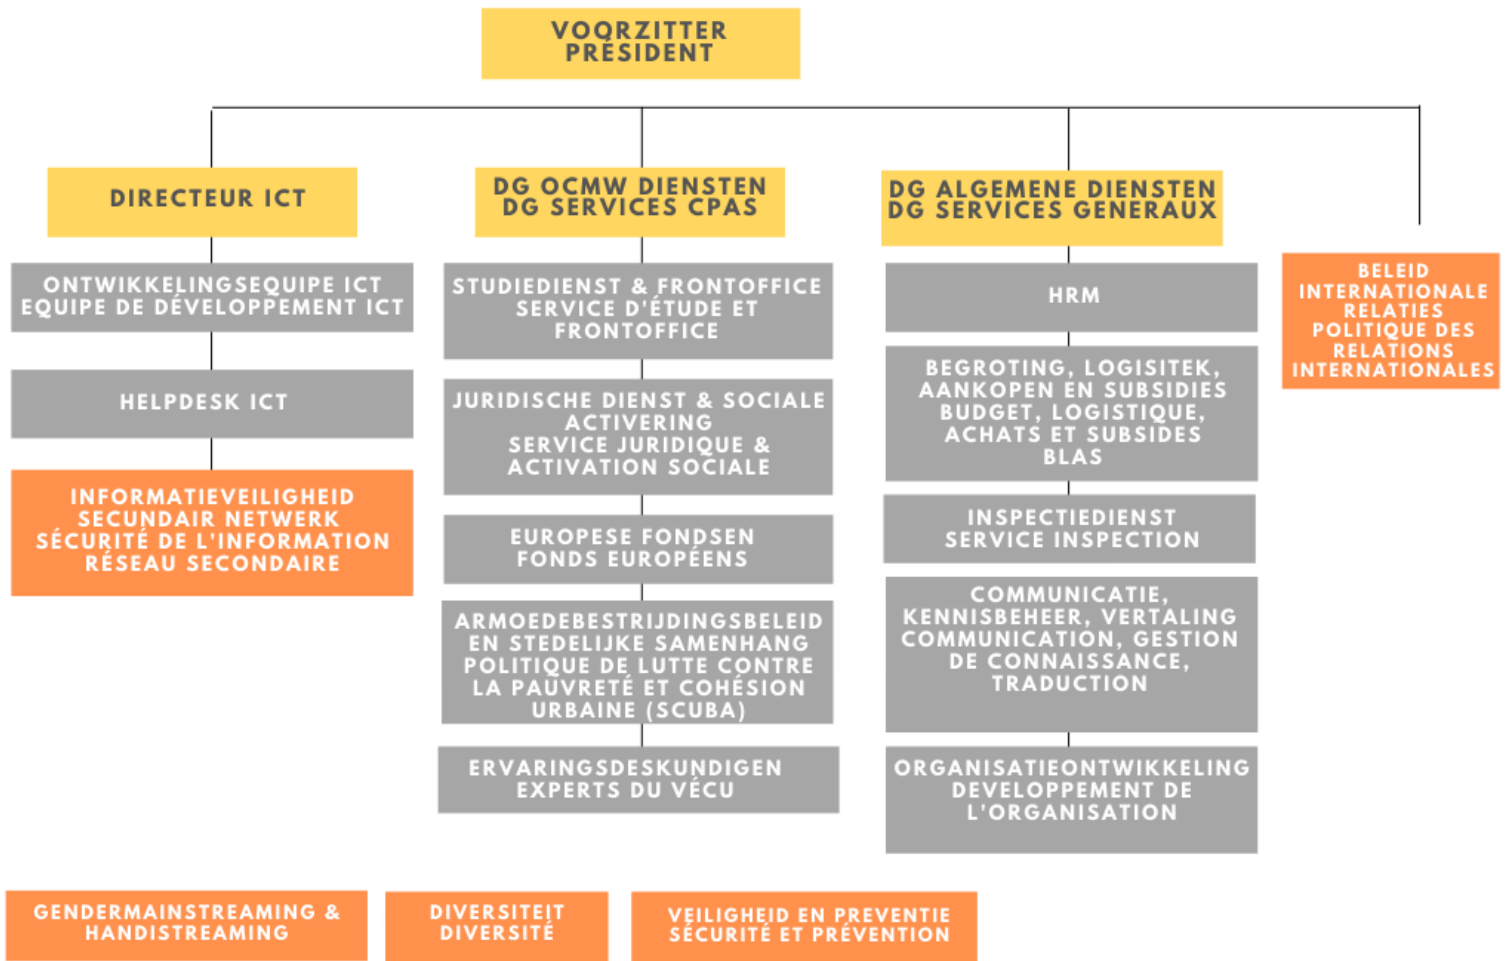 VOORZITTER
PRÉSIDENT
DIRECTEUR ICT
ONTWIKKELINGSEQUIPE ICT
EQUIPE DE DÉVELOPPEMENT ICT
HELPDESK ICT
INFORMATIEVEILIGHEID
SECUNDAIR NETWERK
SÉCURITÉ DE L'INFORMATION
RÉSEAU SECONDAIRE
DG OCMW DIENSTEN
DG SERVICES CPAS
STUDIEDIENST & FRONTOFFICE
SERVICE D'ÉTUDE ET
FRONTOFFICE
JURIDISCHE DIENST & SOCIALE
ACTIVERING
SERVICE JURIDIQUE &
ACTIVATION SOCIALE
EUROPESE FONDSEN
FONDS EUROPÉENS
ARMOEDEBESTRIJDINGSBELEID
EN STEDELIJKE SAMENHANG
POLITIQUE DE LUTTE CONTRE
LA PAUVRETÉ ET COHÉSION
URBAINE (SCUBA)
ERVARINGSDESKUNDIGEN
EXPERTS DU VÉCU
DG ALGEMENE DIENSTEN
DG SERVICES GENERAUX
HRM
BEGROTING, LOGISITEK,
AANKOPEN EN SUBSIDIES
BUDGET, LOGISTIQUE,
ACHATS ET SUBSIDES
BLAS
INSPECTIEDIENST
SERVICE INSPECTION
COMMUNICATIE,
KENNISBEHEER, VERTALING
COMMUNICATION, GESTION
DE CONNAISSANCE,
TRADUCTION
ORGANISATIEONTWIKKELING
DEVELOPPEMENT DE
L'ORGANISATION
BELEID
INTERNATIONALE
RELATIES
POLITIQUE DES
RELATIONS
INTERNATIONALES
GENDERMAINSTREAMING &
HANDISTREAMING
DIVERSITEIT
DIVERSITÉ
VEILIGHEID EN PREVENTIE
SÉCURITÉ ET PRÉVENTION